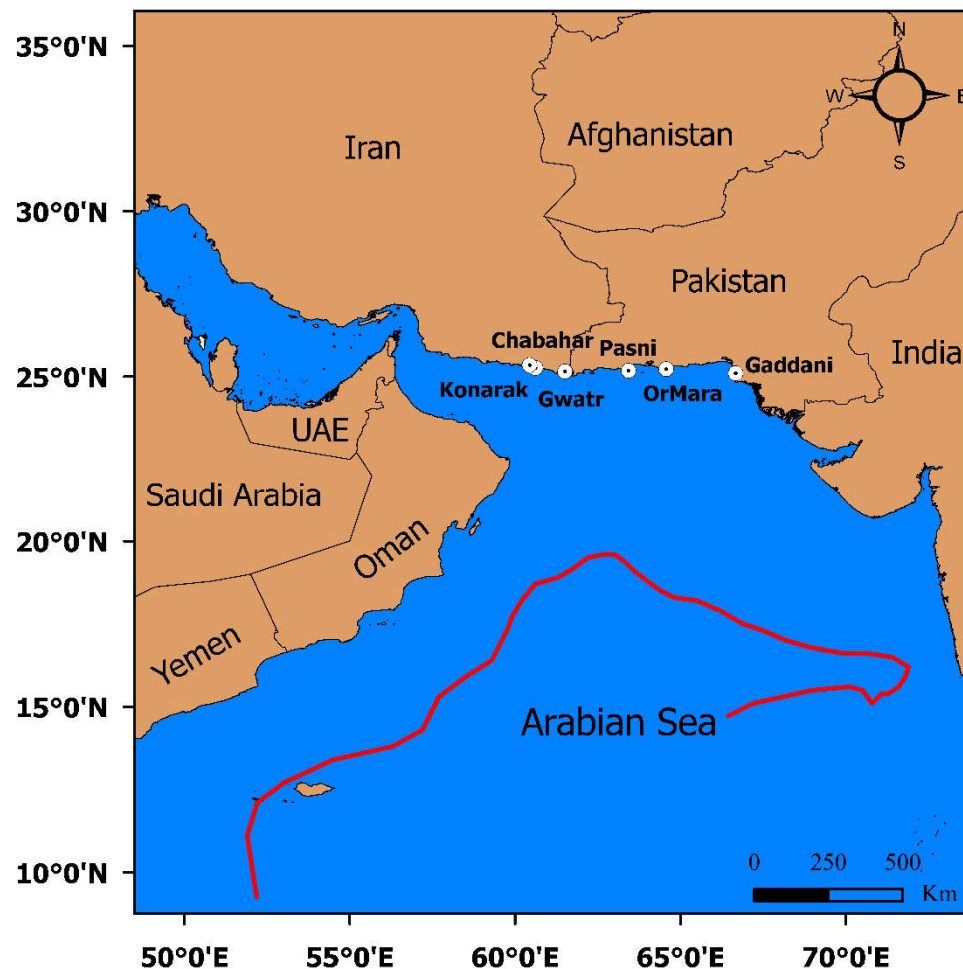 35°0'N
30°0'N
25°0'N
20°0'N
15°0'N
10°0'N
N
W
E
S
Iran
Afghanistan
Pakistan
India
Chabahar
Pasni
Gaddani
Konarak
Gwatr
OrMara
UAE
Saudi Arabia
Oman
Yemen
Arabian Sea
0 250 500
Km
50°0'E 55°0'E 60°0'E 65°0'E 70°0'E